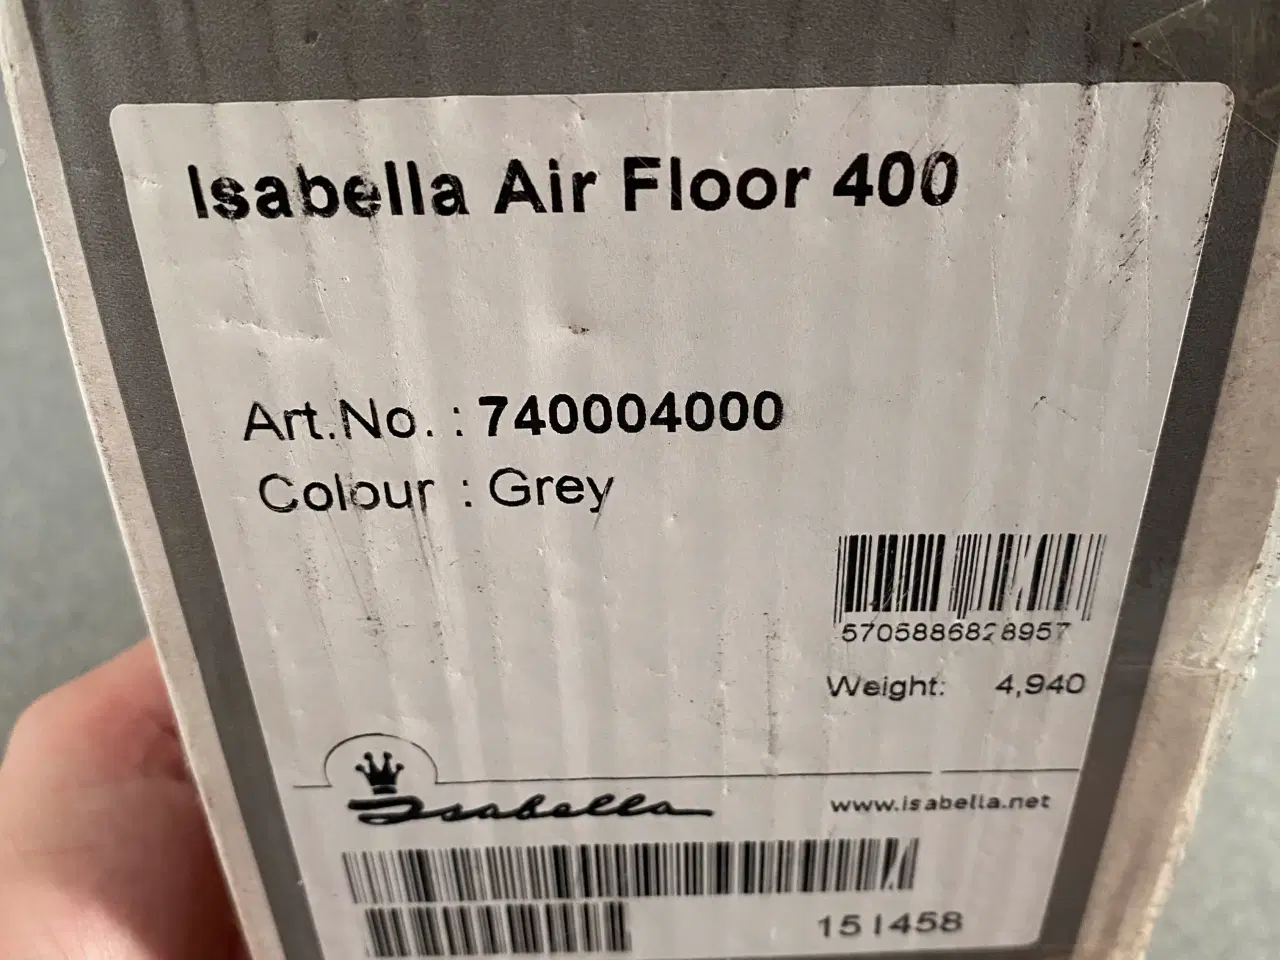 Isabella Air Floor 400
Art.No. : 740004000
Colour : Grey
5705886828957
Weight: 4,940
Isabella
www.isabella.net
151458